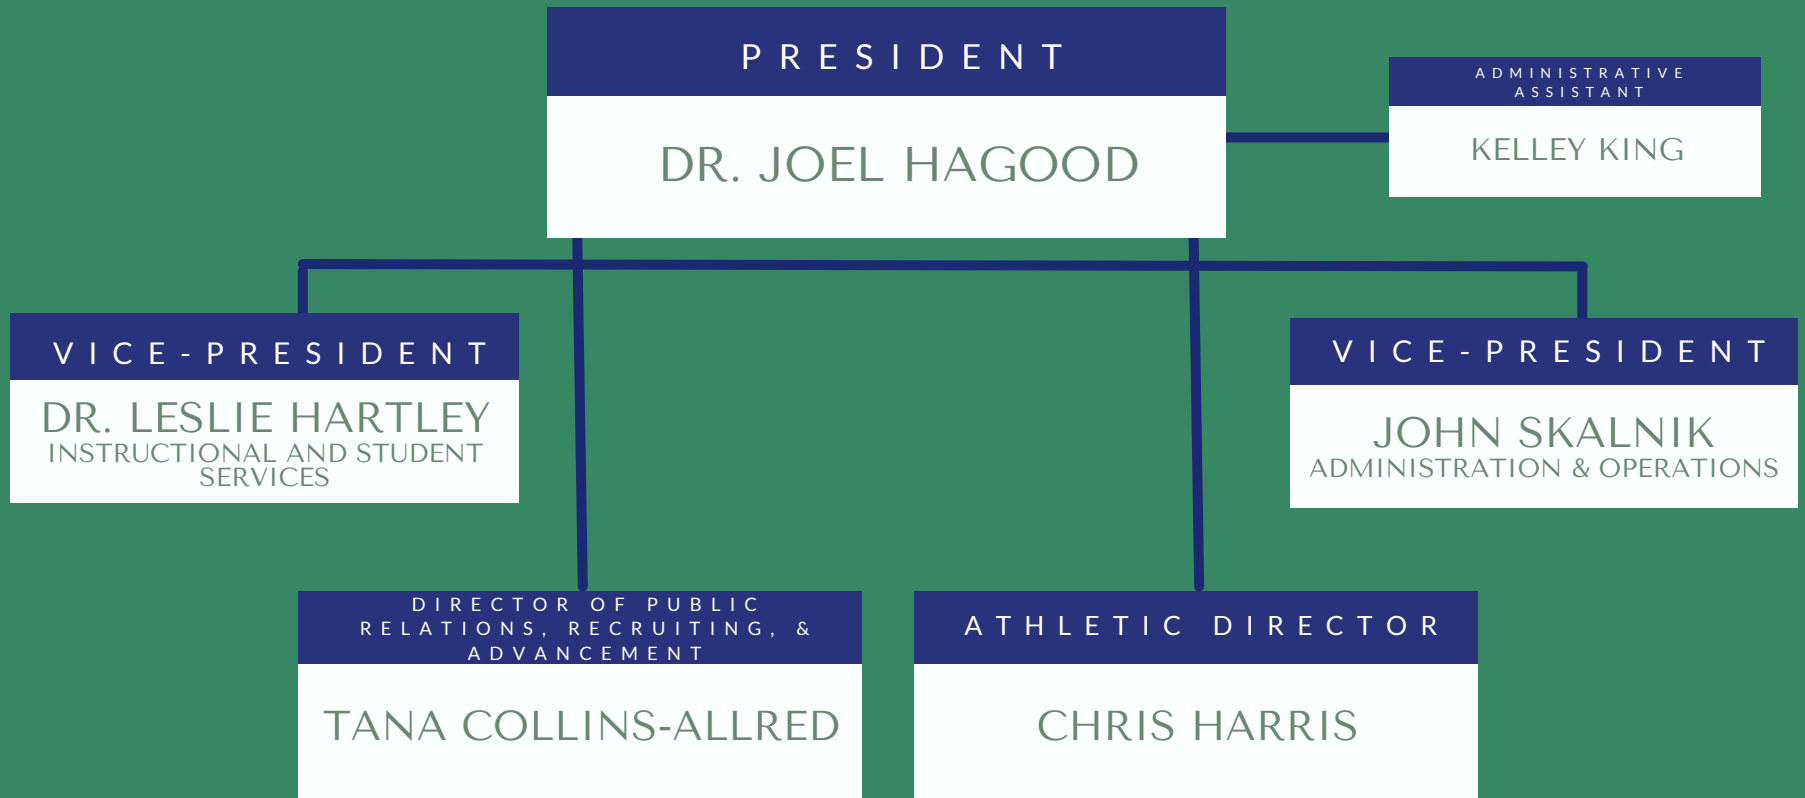 PRESIDENT
DR. JOEL HAGOOD
ADMINISTRATIVE
ASSISTANT
KELLEY KING
VICE-PRESIDENT
DR. LESLIE HARTLEY
INSTRUCTIONAL AND STUDENT
SERVICES
VICE-PRESIDENT
JOHN SKALNIK
ADMINISTRATION & OPERATIONS
DIRECTOR OF PUBLIC
RELATIONS, RECRUITING, &
ADVANCEMENT
TANA COLLINS-ALLRED
ATHLETIC DIRECTOR
CHRIS HARRIS